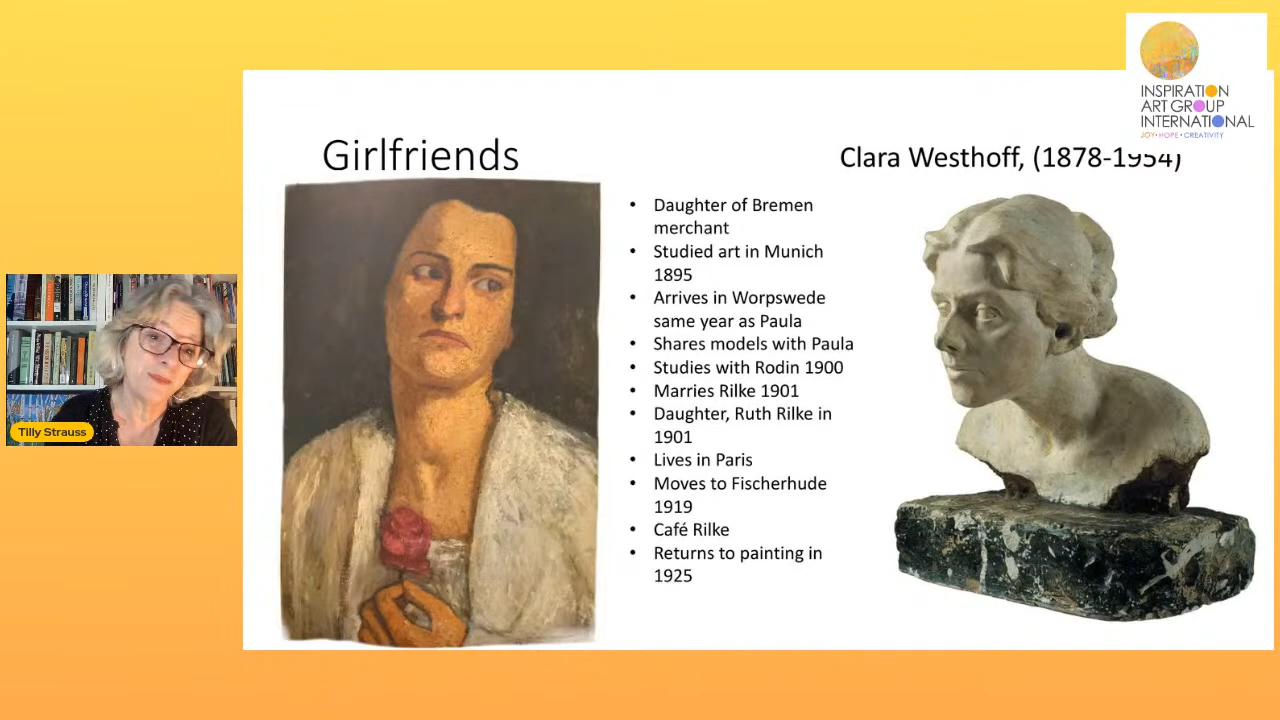 INSPIRATION
ART GROUP
INTERNATIONAL
JOY • HOPE • CREATIVITY
Girlfriends
Clara Westhoff, (1878-1954)
• Daughter of Bremen
merchant
• Studied art in Munich
1895
• Arrives in Worpswede
same year as Paula
• Shares models with Paula
• Studies with Rodin 1900
• Marries Rilke 1901
• Daughter, Ruth Rilke in
1901
• Lives in Paris
• Moves to Fischerhude
1919
• Café Rilke
• Returns to painting in
1925
Tilly Strauss